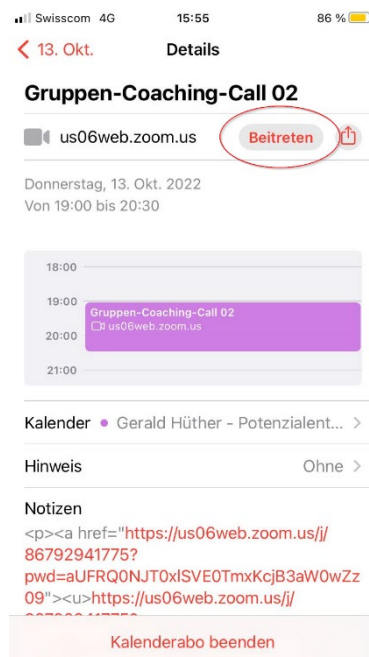 Swisscom 4G 15:55 86 %
13. Okt. Details
Gruppen-Coaching-Call 02
us06web.zoom.us Beitreten
Donnerstag, 13. Okt. 2022
Von 19:00 bis 20:30
18:00
19:00
Gruppen-Coaching-Call 02
us06web.zoom.us
20:00
21:00
Kalender • Gerald Hüther - Potenzialent... >
Hinweis Ohne >
Notizen
<p><a href="https://us06web.zoom.us/j/
86792941775?
pwd=aUFRQ0NJT0xlSVE0TmxKcjB3aW0wZz
09"><u>https://us06web.zoom.us/j/
Kalenderabo beenden